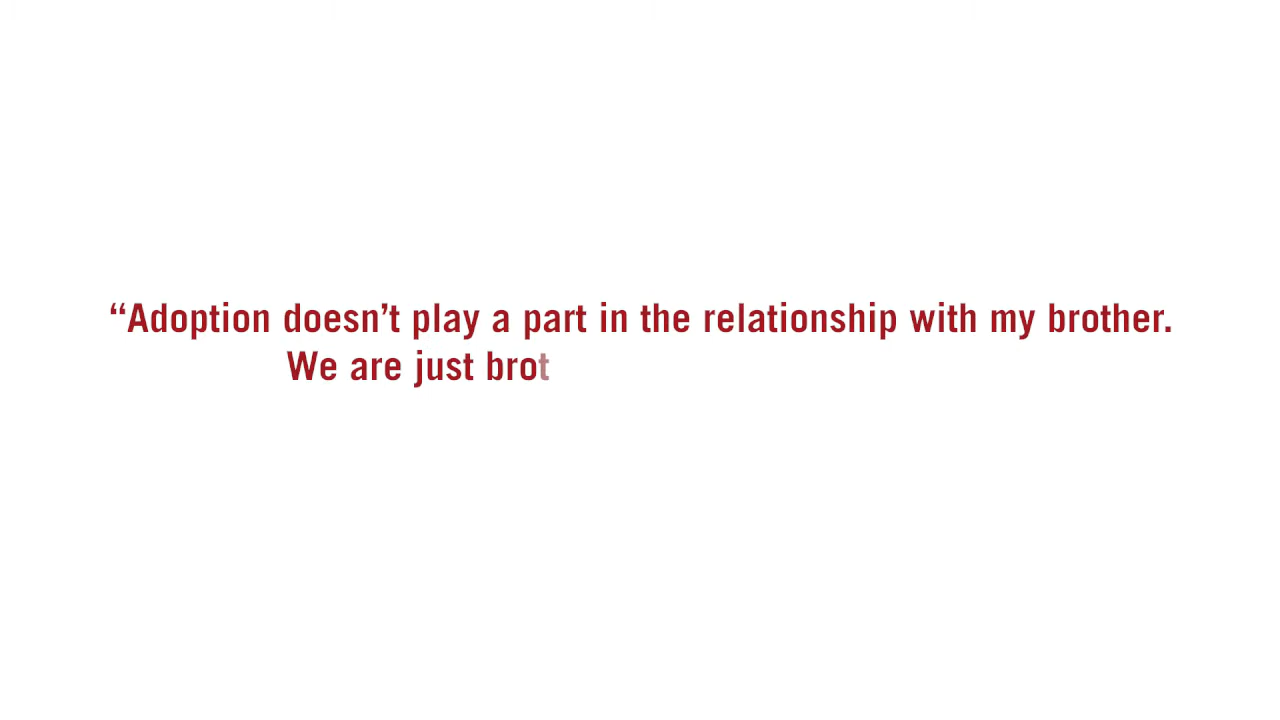 “Adoption doesn’t play a part in the relationship with my brother.
We are just brot